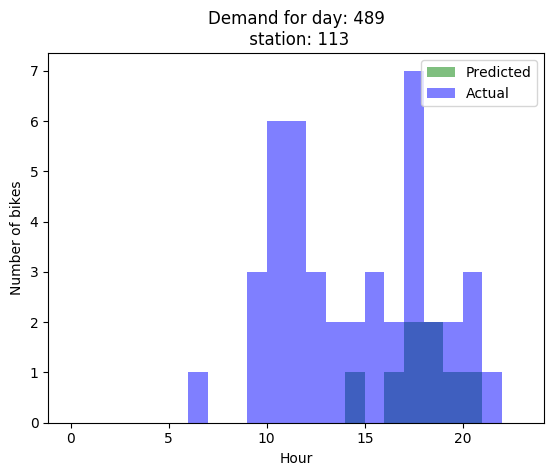 Demand for day: 489
station: 113
Predicted
Actual
7
6
5
4
3
2
1
0
Number of bikes
0 5 10 15 20
Hour